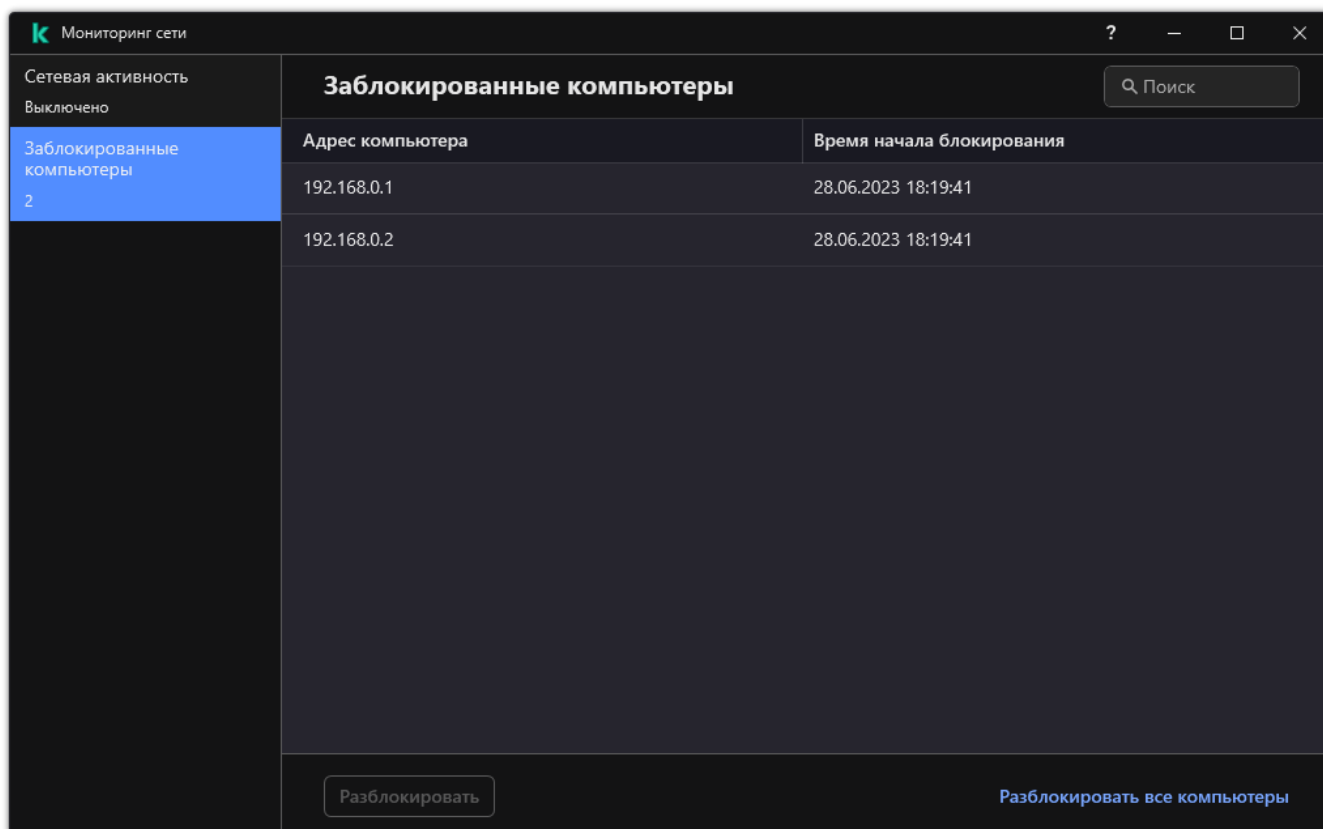 Мониторинг сети
?
Сетевая активность
Выключено
Заблокированные
компьютеры
2
Заблокированные компьютеры
Поиск
Адрес компьютера Время начала блокирования
192.168.0.1 28.06.2023 18:19:41
192.168.0.2 28.06.2023 18:19:41
Разблокировать Разблокировать все компьютеры